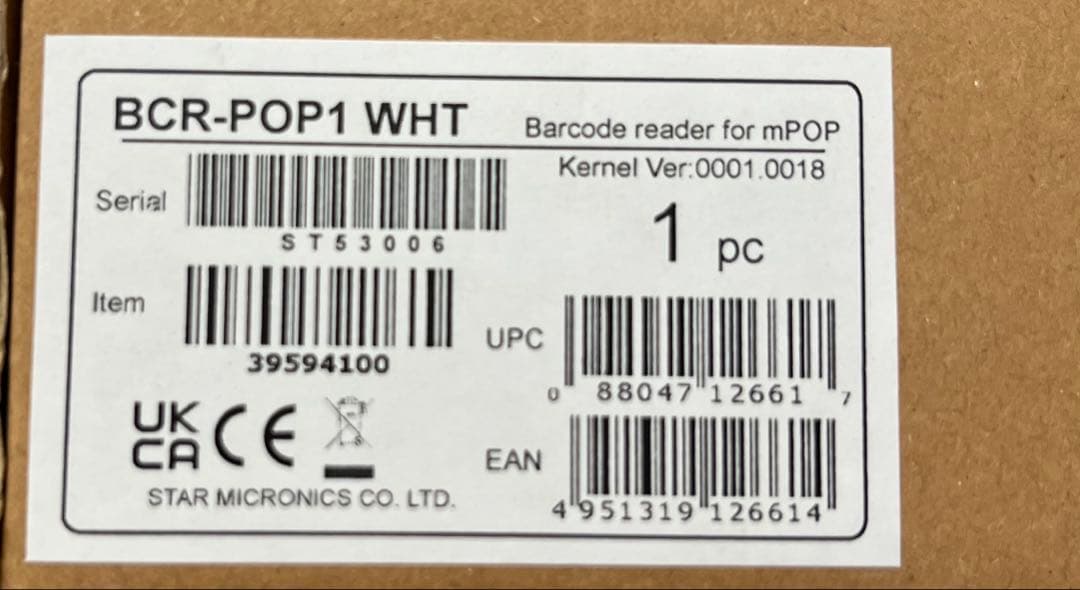 BCR-POP1 WHT
Barcode reader for mPOP
Kernel Ver:0001.0018
Serial
ST53006
1 pc
Item
39594100
UPC
0 88047 12661 7
UK
CA CE
EAN
4 951319 126614
STAR MICRONICS CO. LTD.